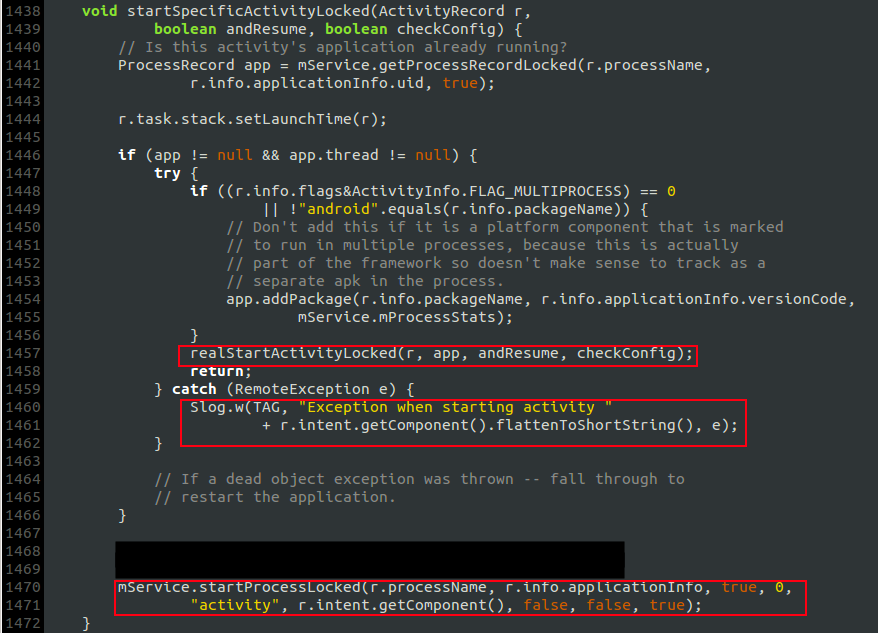 1438 void startSpecificActivityLocked(ActivityRecord r,
1439 boolean andResume, boolean checkConfig) {
1440 // Is this activity's application already running?
1441 ProcessRecord app = mService.getProcessRecordLocked(r.processName,
1442 r.info.applicationInfo.uid, true);
1443
1444 r.task.stack.setLaunchTime(r);
1445
1446 if (app != null && app.thread != null) {
1447 try {
1448 if ((r.info.flags&ActivityInfo.FLAG_MULTIPROCESS) == 0
1449 || !"android".equals(r.info.packageName)) {
1450 // Don't add this if it is a platform component that is marked
1451 // to run in multiple processes, because this is actually
1452 // part of the framework so doesn't make sense to track as a
1453 // separate apk in the process.
1454 app.addPackage(r.info.packageName, r.info.applicationInfo.versionCode,
1455 mService.mProcessStats);
1456 }
1457 realStartActivityLocked(r, app, andResume, checkConfig);
1458 return;
1459 } catch (RemoteException e) {
1460 Slog.w(TAG, "Exception when starting activity "
1461 + r.intent.getComponent().flattenToShortString(), e);
1462 }
1463
1464 // If a dead object exception was thrown -- fall through to
1465 // restart the application.
1466 }
1467
1468
1469
1470 mService.startProcessLocked(r.processName, r.info.applicationInfo, true, 0,
1471 "activity", r.intent.getComponent(), false, false, true);
1472 }